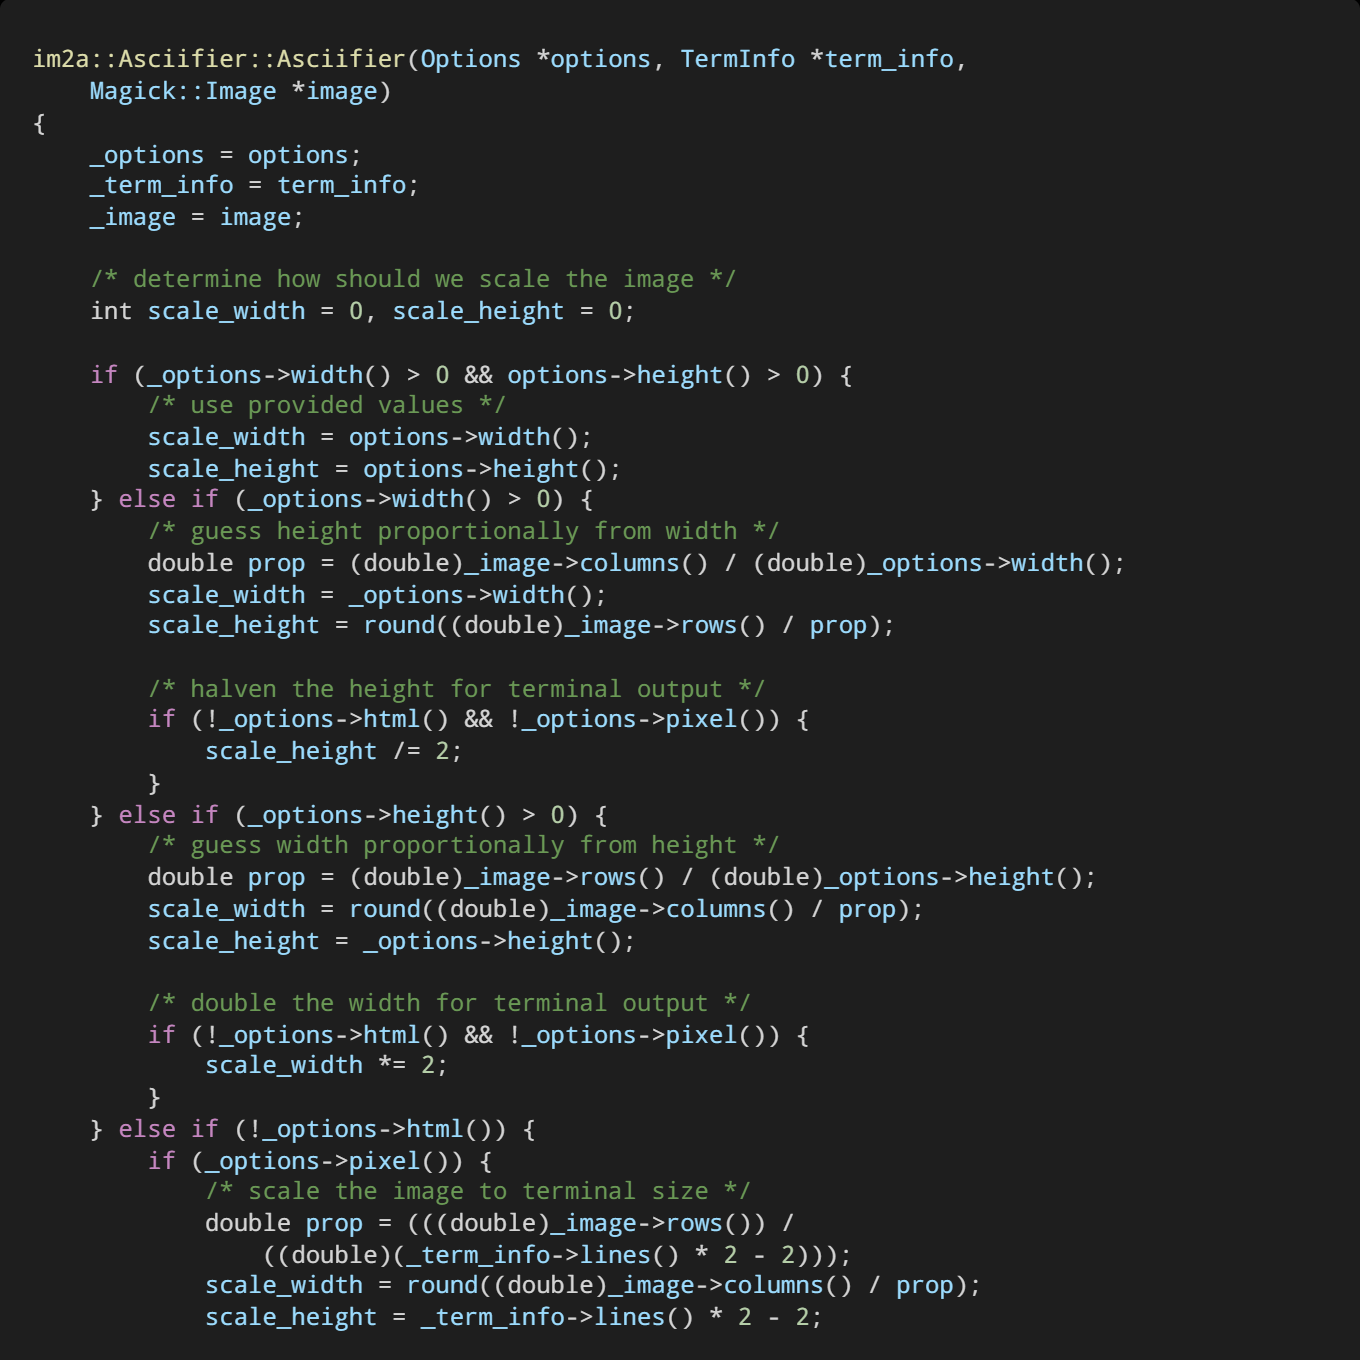 im2a::Asciifier::Asciifier(Options *options, TermInfo *term_info,
    Magick::Image *image)
{
    _options = options;
    _term_info = term_info;
    _image = image;

    /* determine how should we scale the image */
    int scale_width = 0, scale_height = 0;

    if (_options->width() > 0 && options->height() > 0) {
        /* use provided values */
        scale_width = options->width();
        scale_height = options->height();
    } else if (_options->width() > 0) {
        /* guess height proportionally from width */
        double prop = (double)_image->columns() / (double)_options->width();
        scale_width = _options->width();
        scale_height = round((double)_image->rows() / prop);

        /* halven the height for terminal output */
        if (!_options->html() && !_options->pixel()) {
            scale_height /= 2;
        }
    } else if (_options->height() > 0) {
        /* guess width proportionally from height */
        double prop = (double)_image->rows() / (double)_options->height();
        scale_width = round((double)_image->columns() / prop);
        scale_height = _options->height();

        /* double the width for terminal output */
        if (!_options->html() && !_options->pixel()) {
            scale_width *= 2;
        }
    } else if (!_options->html()) {
        if (_options->pixel()) {
            /* scale the image to terminal size */
            double prop = (((double)_image->rows()) /
                ((double)(_term_info->lines() * 2 - 2)));
            scale_width = round((double)_image->columns() / prop);
            scale_height = _term_info->lines() * 2 - 2;